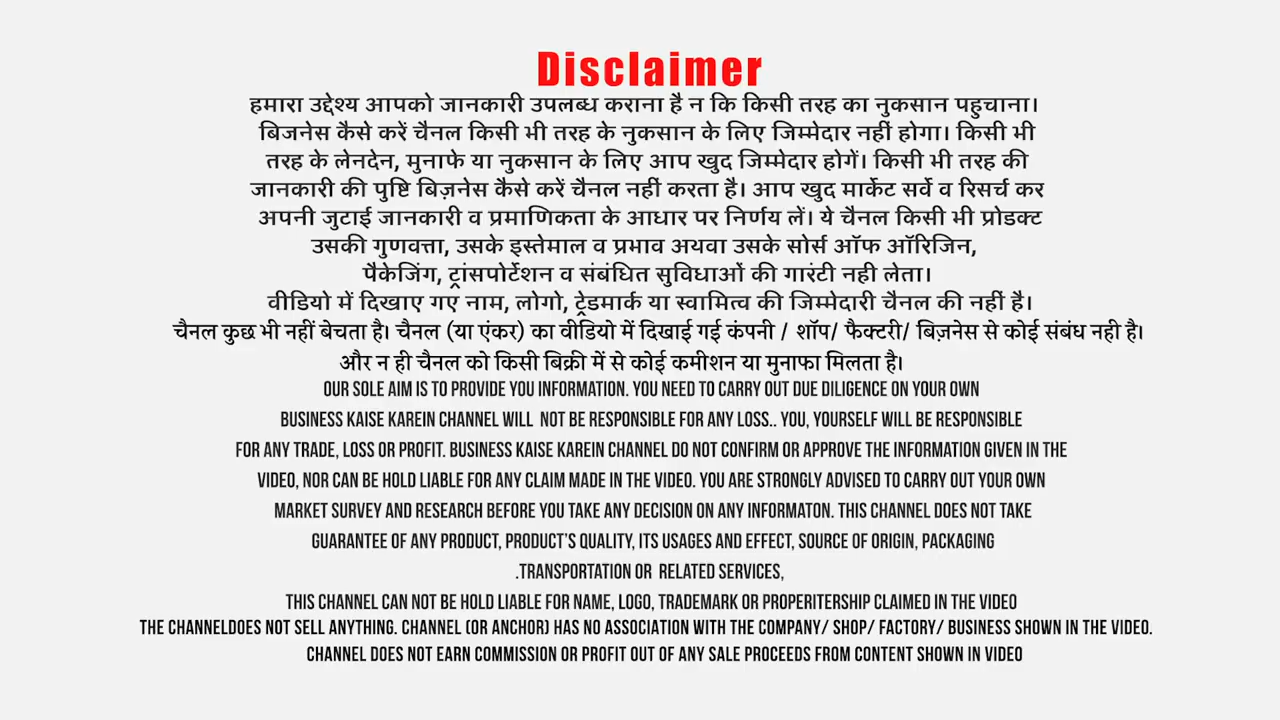 Disclaimer
हमारा उद्देश्य आपको जानकारी उपलब्ध कराना है न कि किसी तरह का नुकसान पहुचाना।
बिजनेस कैसे करें चैनल किसी भी तरह के नुकसान के लिए जिम्मेदार नहीं होगा। किसी भी
तरह के लेनदेन, मुनाफे या नुकसान के लिए आप खुद जिम्मेदार होगें। किसी भी तरह की
जानकारी की पुष्टि बिज़नेस कैसे करें चैनल नहीं करता है। आप खुद मार्केट सर्वे व रिसर्च कर
अपनी जुटाई जानकारी व प्रमाणिकता के आधार पर निर्णय लें। ये चैनल किसी भी प्रोडक्ट
उसकी गुणवत्ता, उसके इस्तेमाल व प्रभाव अथवा उसके सोर्स ऑफ ऑरिजिन,
पैकेजिंग, ट्रांसपोर्टेशन व संबंधित सुविधाओं की गारंटी नही लेता।
वीडियो में दिखाए गए नाम, लोगो, ट्रेडमार्क या स्वामित्व की जिम्मेदारी चैनल की नहीं है।
चैनल कुछ भी नहीं बेचता है। चैनल (या एंकर) का वीडियो में दिखाई गई कंपनी / शॉप/ फैक्टरी/ बिज़नेस से कोई संबंध नही है।
और न ही चैनल को किसी बिक्री में से कोई कमीशन या मुनाफा मिलता है।
OUR SOLE AIM IS TO PROVIDE YOU INFORMATION. YOU NEED TO CARRY OUT DUE DILIGENCE ON YOUR OWN
BUSINESS KAISE KAREIN CHANNEL WILL NOT BE RESPONSIBLE FOR ANY LOSS.. YOU, YOURSELF WILL BE RESPONSIBLE
FOR ANY TRADE, LOSS OR PROFIT. BUSINESS KAISE KAREIN CHANNEL DO NOT CONFIRM OR APPROVE THE INFORMATION GIVEN IN THE
VIDEO, NOR CAN BE HOLD LIABLE FOR ANY CLAIM MADE IN THE VIDEO. YOU ARE STRONGLY ADVISED TO CARRY OUT YOUR OWN
MARKET SURVEY AND RESEARCH BEFORE YOU TAKE ANY DECISION ON ANY INFORMATON. THIS CHANNEL DOES NOT TAKE
GUARANTEE OF ANY PRODUCT, PRODUCT'S QUALITY, ITS USAGES AND EFFECT, SOURCE OF ORIGIN, PACKAGING
.TRANSPORTATION OR RELATED SERVICES,
THIS CHANNEL CAN NOT BE HOLD LIABLE FOR NAME, LOGO, TRADEMARK OR PROPERITERSHIP CLAIMED IN THE VIDEO
THE CHANNELDOES NOT SELL ANYTHING. CHANNEL (OR ANCHOR) HAS NO ASSOCIATION WITH THE COMPANY/ SHOP/ FACTORY/ BUSINESS SHOWN IN THE VIDEO.
CHANNEL DOES NOT EARN COMMISSION OR PROFIT OUT OF ANY SALE PROCEEDS FROM CONTENT SHOWN IN VIDEO